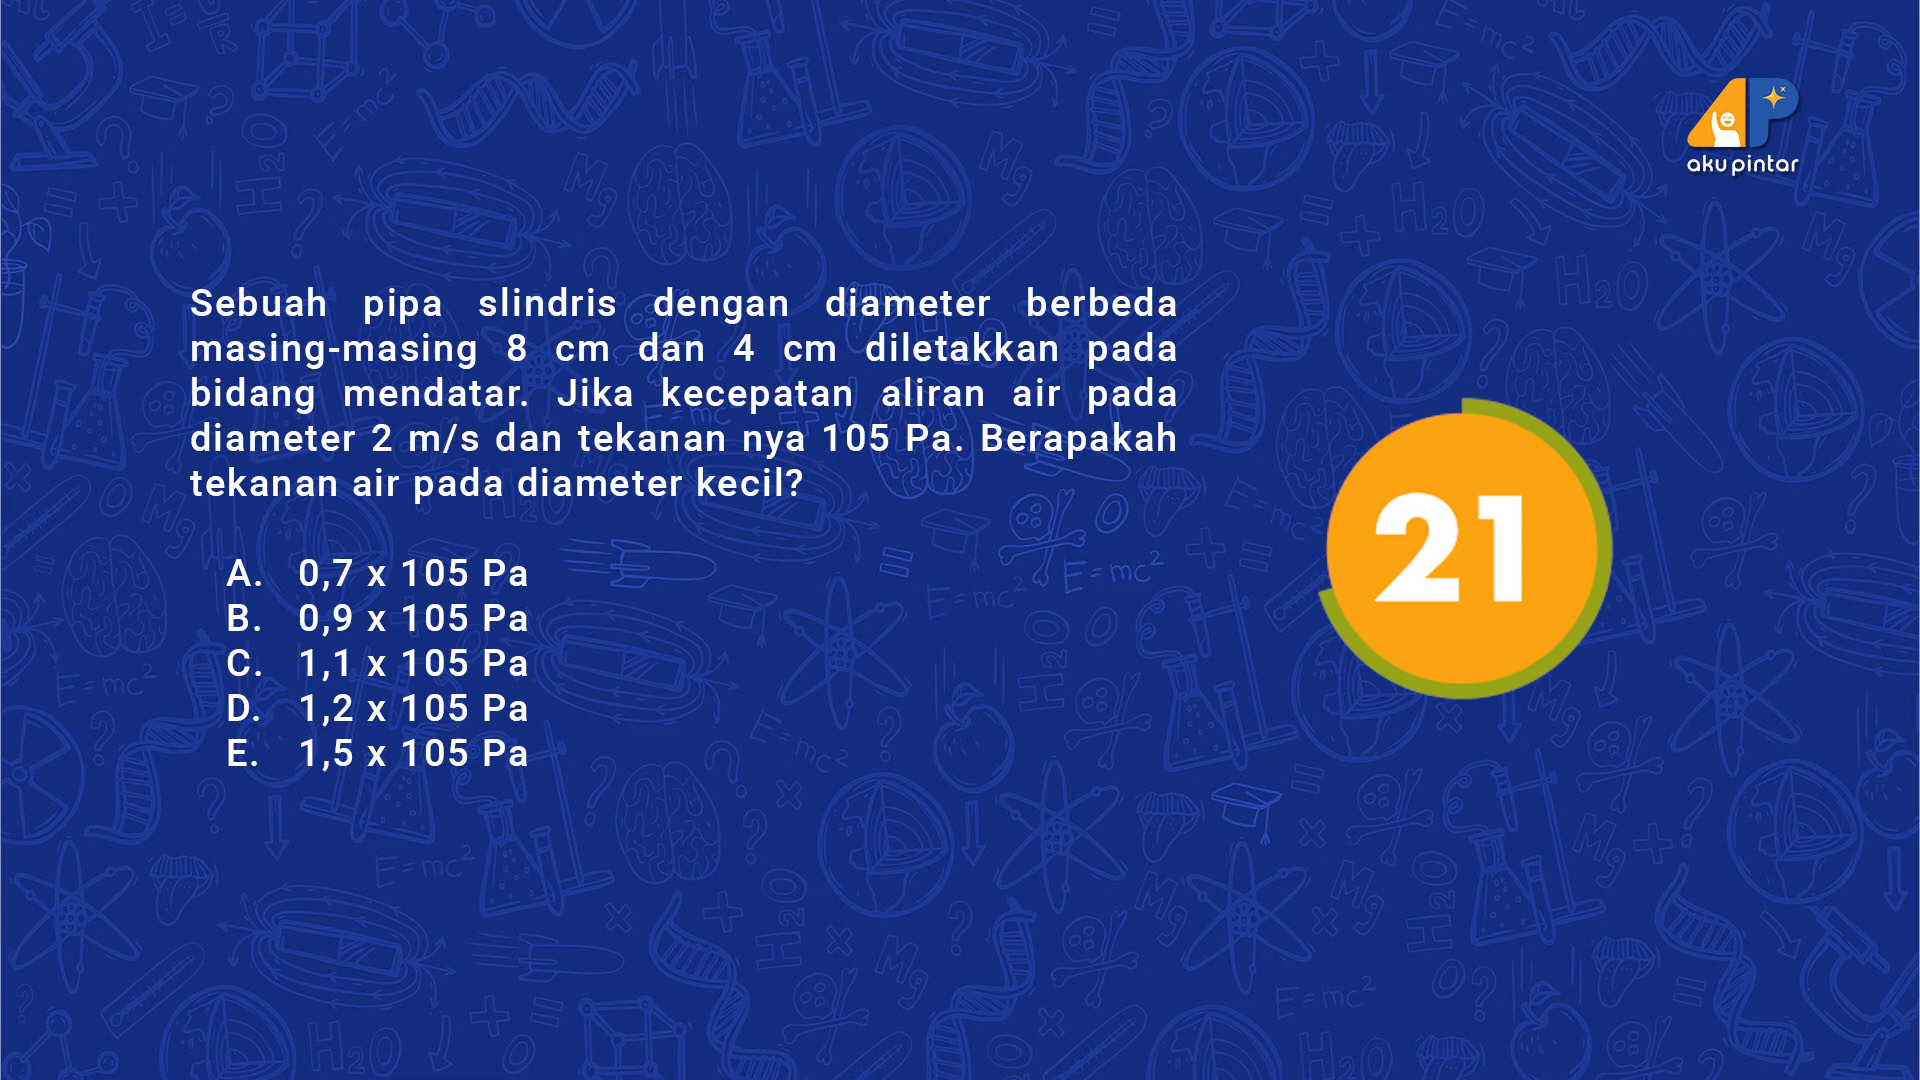 aku pintar
Sebuah pipa slindris dengan diameter berbeda
masing-masing 8 cm dan 4 cm diletakkan pada
bidang mendatar. Jika kecepatan aliran air pada
diameter 2 m/s dan tekanan nya 105 Pa. Berapakah
tekanan air pada diameter kecil?
A. 0,7 x 105 Pa
B. 0,9 x 105 Pa
C. 1,1 x 105 Pa
D. 1,2 x 105 Pa
E. 1,5 x 105 Pa
21